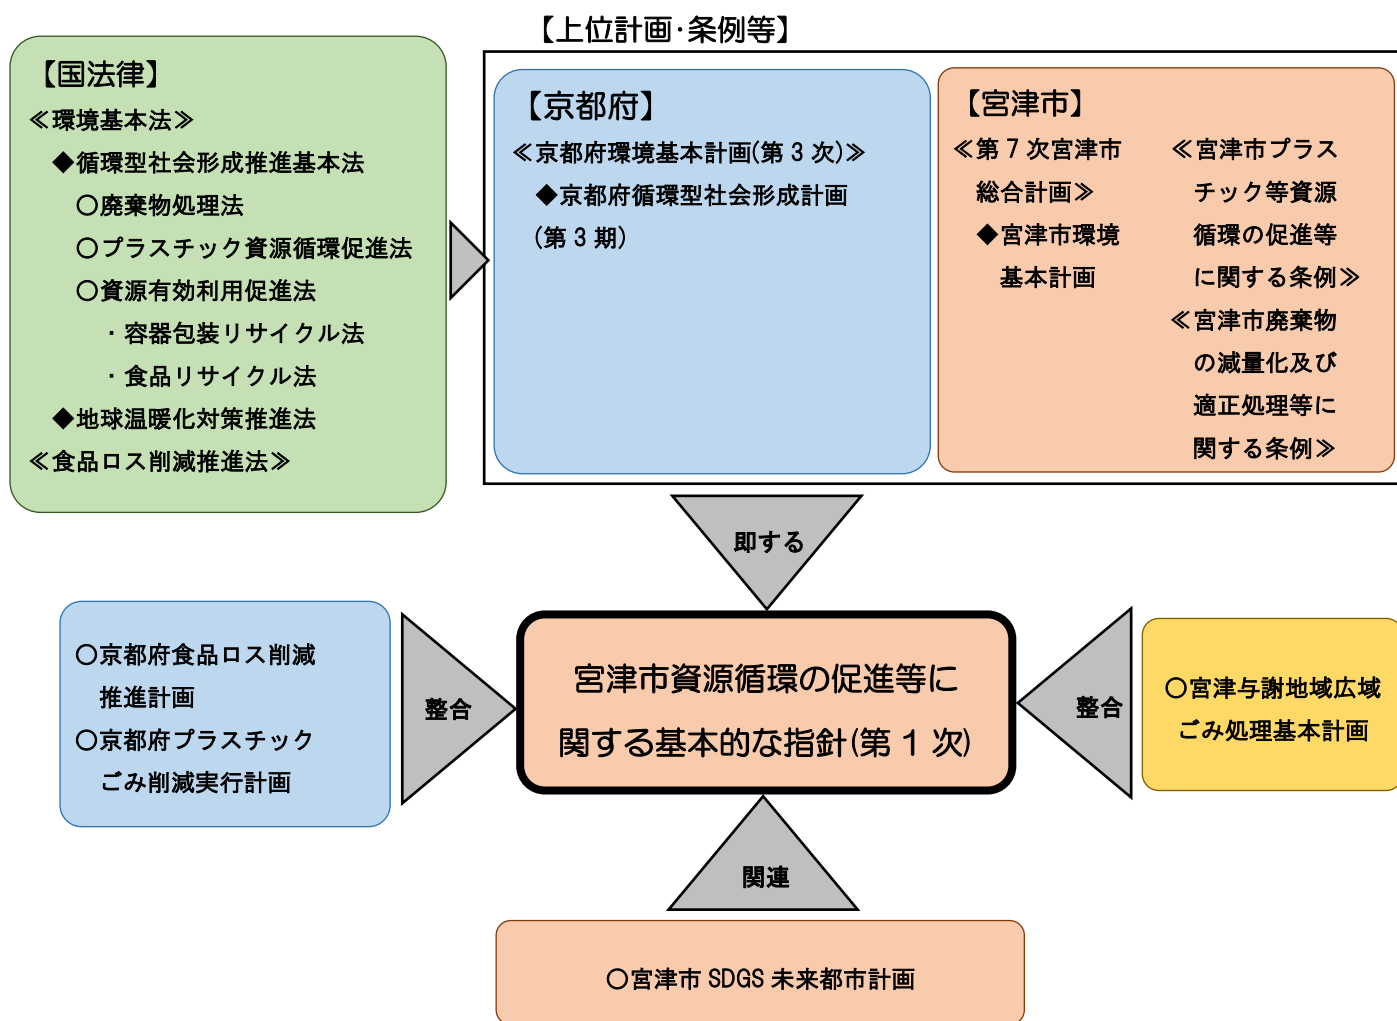 【上位計画・条例等】
【国法律】
≪環境基本法≫
◆循環型社会形成推進基本法
○廃棄物処理法
○プラスチック資源循環促進法
○資源有効利用促進法
・容器包装リサイクル法
・食品リサイクル法
◆地球温暖化対策推進法
≪食品ロス削減推進法≫
【京都府】
≪京都府環境基本計画(第３次)≫
◆京都府循環型社会形成計画
(第３期)
【宮津市】
≪第７次宮津市
総合計画≫
◆宮津市環境
基本計画
≪宮津市プラス
チック等資源
循環の促進等
に関する条例≫
≪宮津市廃棄物
の減量化及び
適正処理等に
関する条例≫
即する
○京都府食品ロス削減
推進計画
○京都府プラスチック
ごみ削減実行計画
整合
宮津市資源循環の促進等に
関する基本的な指針(第１次)
整合
○宮津与謝地域広域
ごみ処理基本計画
関連
○宮津市 SDGS 未来都市計画